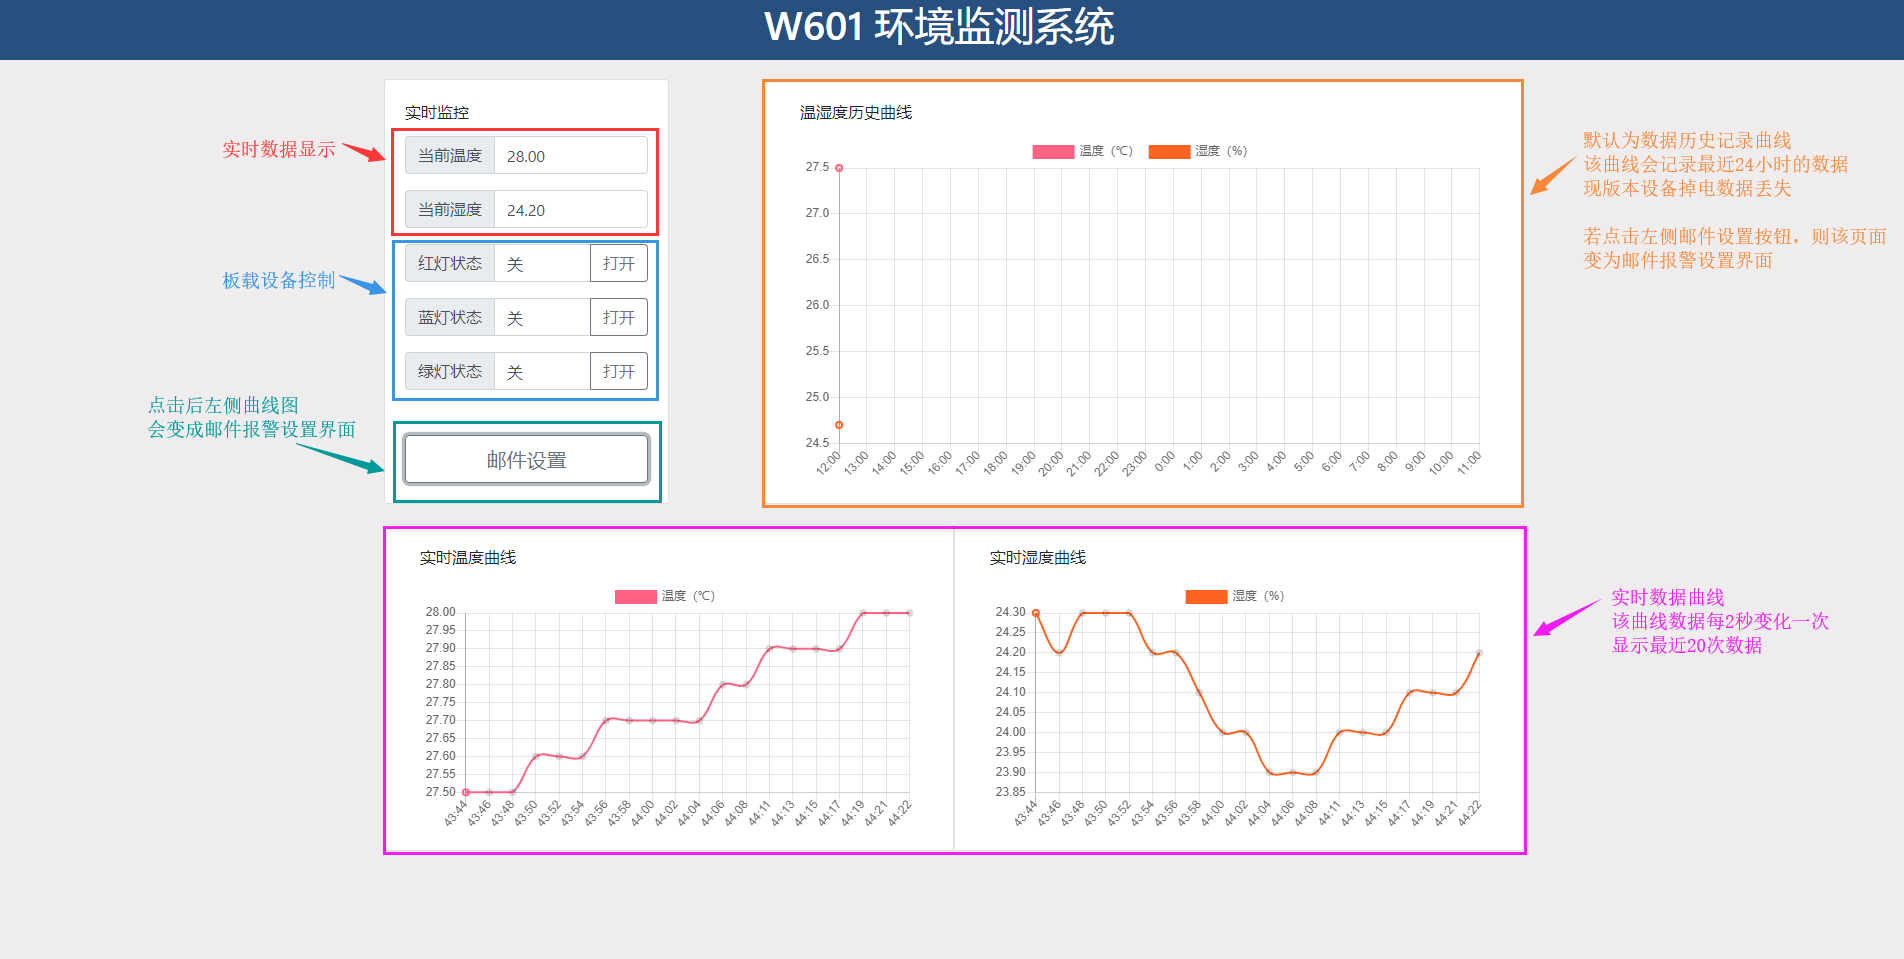 W601 环境监测系统
实时监控
实时数据显示
当前温度 28.00
当前湿度 24.20
板载设备控制
红灯状态 关 打开
蓝灯状态 关 打开
绿灯状态 关 打开
点击后左侧曲线图
会变成邮件报警设置界面
邮件设置
温湿度历史曲线
温度（℃） 湿度（%）
27.5
27.0
26.5
26.0
25.5
25.0
24.5
12:00 13:00 14:00 15:00 16:00 17:00 18:00 19:00 20:00 21:00 22:00 23:00 0:00 1:00 2:00 3:00 4:00 5:00 6:00 7:00 8:00 9:00 10:00 11:00
默认为数据历史记录曲线
该曲线会记录最近24小时的数据
现版本设备掉电数据丢失
若点击左侧邮件设置按钮，则该页面
变为邮件报警设置界面
实时温度曲线
温度（℃）
28.00
27.95
27.90
27.85
27.80
27.75
27.70
27.65
27.60
27.55
27.50
43:44 43:46 43:48 43:50 43:52 43:54 43:56 43:58 44:00 44:02 44:04 44:06 44:08 44:11 44:13 44:15 44:17 44:19 44:21 44:22
实时湿度曲线
湿度（%）
24.30
24.25
24.20
24.15
24.10
24.05
24.00
23.95
23.90
23.85
43:44 43:46 43:48 43:50 43:52 43:54 43:56 43:58 44:00 44:02 44:04 44:06 44:08 44:11 44:13 44:15 44:17 44:19 44:21 44:22
实时数据曲线
该曲线数据每2秒变化一次
显示最近20次数据